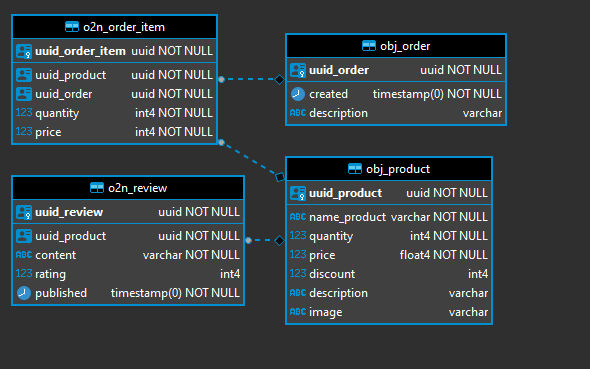 o2n_order_item
uuid_order_item uuid NOT NULL
uuid_product uuid NOT NULL
uuid_order uuid NOT NULL
123 quantity int4 NOT NULL
123 price int4 NOT NULL
obj_order
uuid_order uuid NOT NULL
created timestamp(0) NOT NULL
ABC description varchar
o2n_review
uuid_review uuid NOT NULL
uuid_product uuid NOT NULL
ABC content varchar NOT NULL
123 rating int4
published timestamp(0) NOT NULL
obj_product
uuid_product uuid NOT NULL
ABC name_product varchar NOT NULL
123 quantity int4 NOT NULL
123 price float4 NOT NULL
123 discount int4
ABC description varchar
ABC image varchar